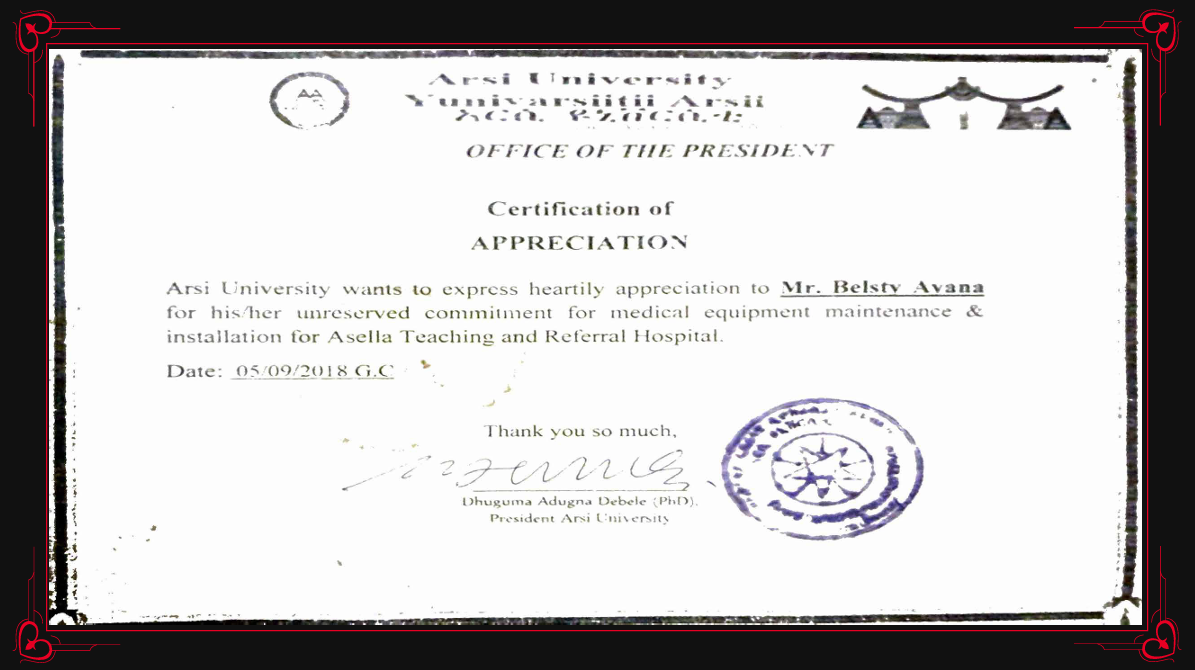 Arsi University
Yunivarsiitii Arsii
አርሲ ዩኒቨርሲቲ
OFFICE OF THE PRESIDENT
Certification of
APPRECIATION
Arsi University wants to express heartily appreciation to Mr. Belsty Ayana
for his/her unreserved commitment for medical equipment maintenance &
installation for Asella Teaching and Referral Hospital.
Date: 05/09/2018 G.C
Thank you so much,
Dhuguma Adugna Debele (PhD),
President Arsi University